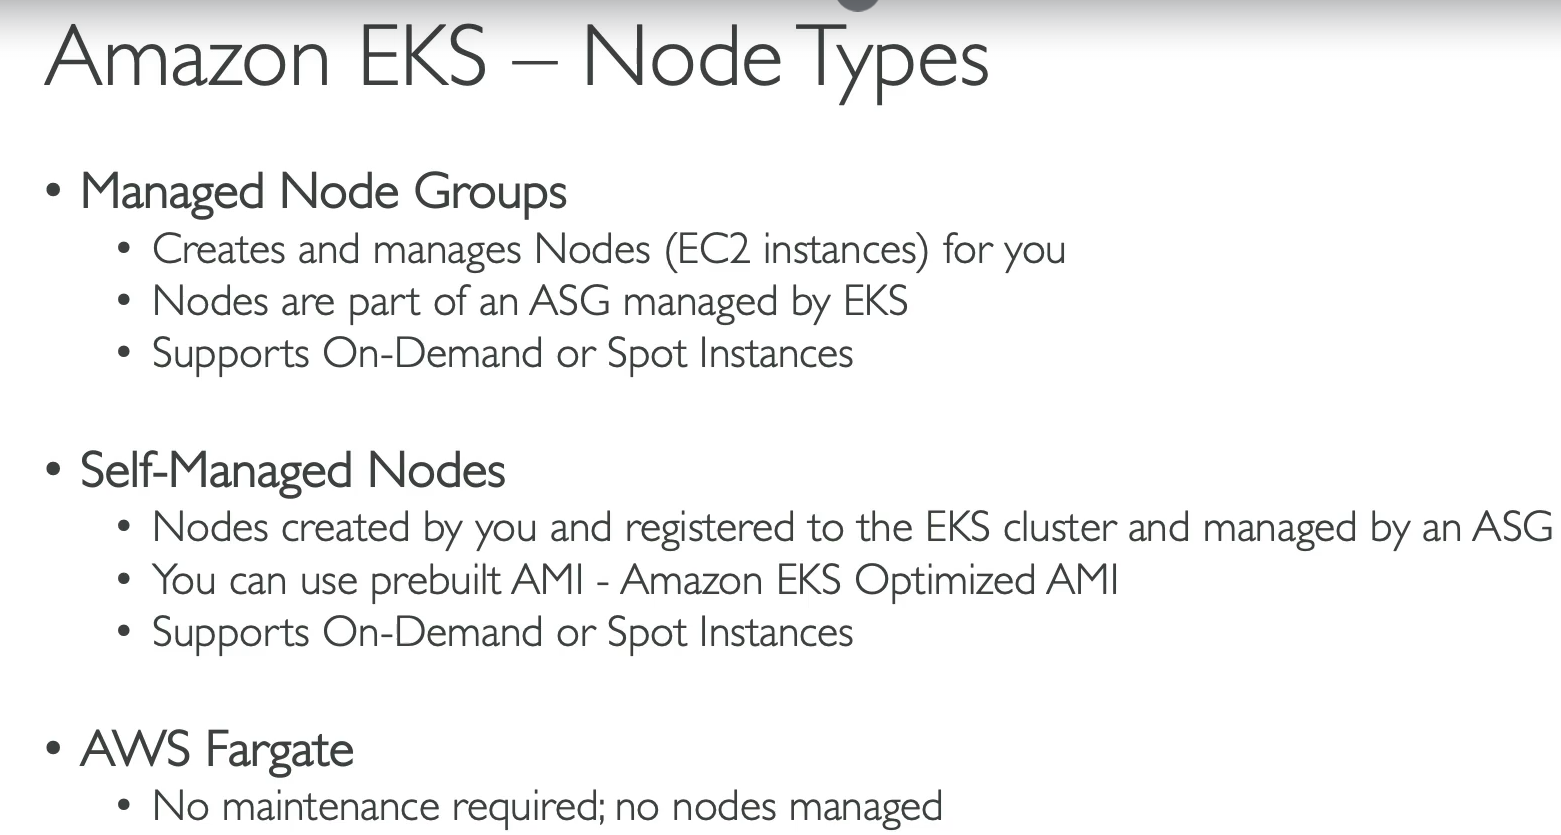 Amazon EKS – Node Types
• Managed Node Groups
• Creates and manages Nodes (EC2 instances) for you
• Nodes are part of an ASG managed by EKS
• Supports On-Demand or Spot Instances
• Self-Managed Nodes
• Nodes created by you and registered to the EKS cluster and managed by an ASG
• You can use prebuilt AMI - Amazon EKS Optimized AMI
• Supports On-Demand or Spot Instances
• AWS Fargate
• No maintenance required; no nodes managed